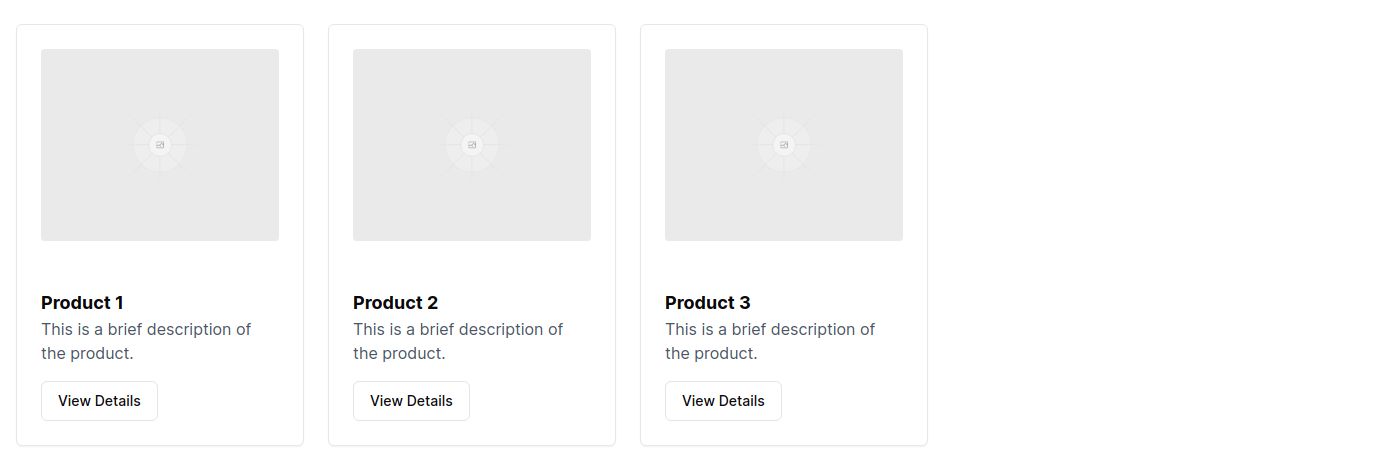 Product 1
This is a brief description of
the product.
View Details
Product 2
This is a brief description of
the product.
View Details
Product 3
This is a brief description of
the product.
View Details